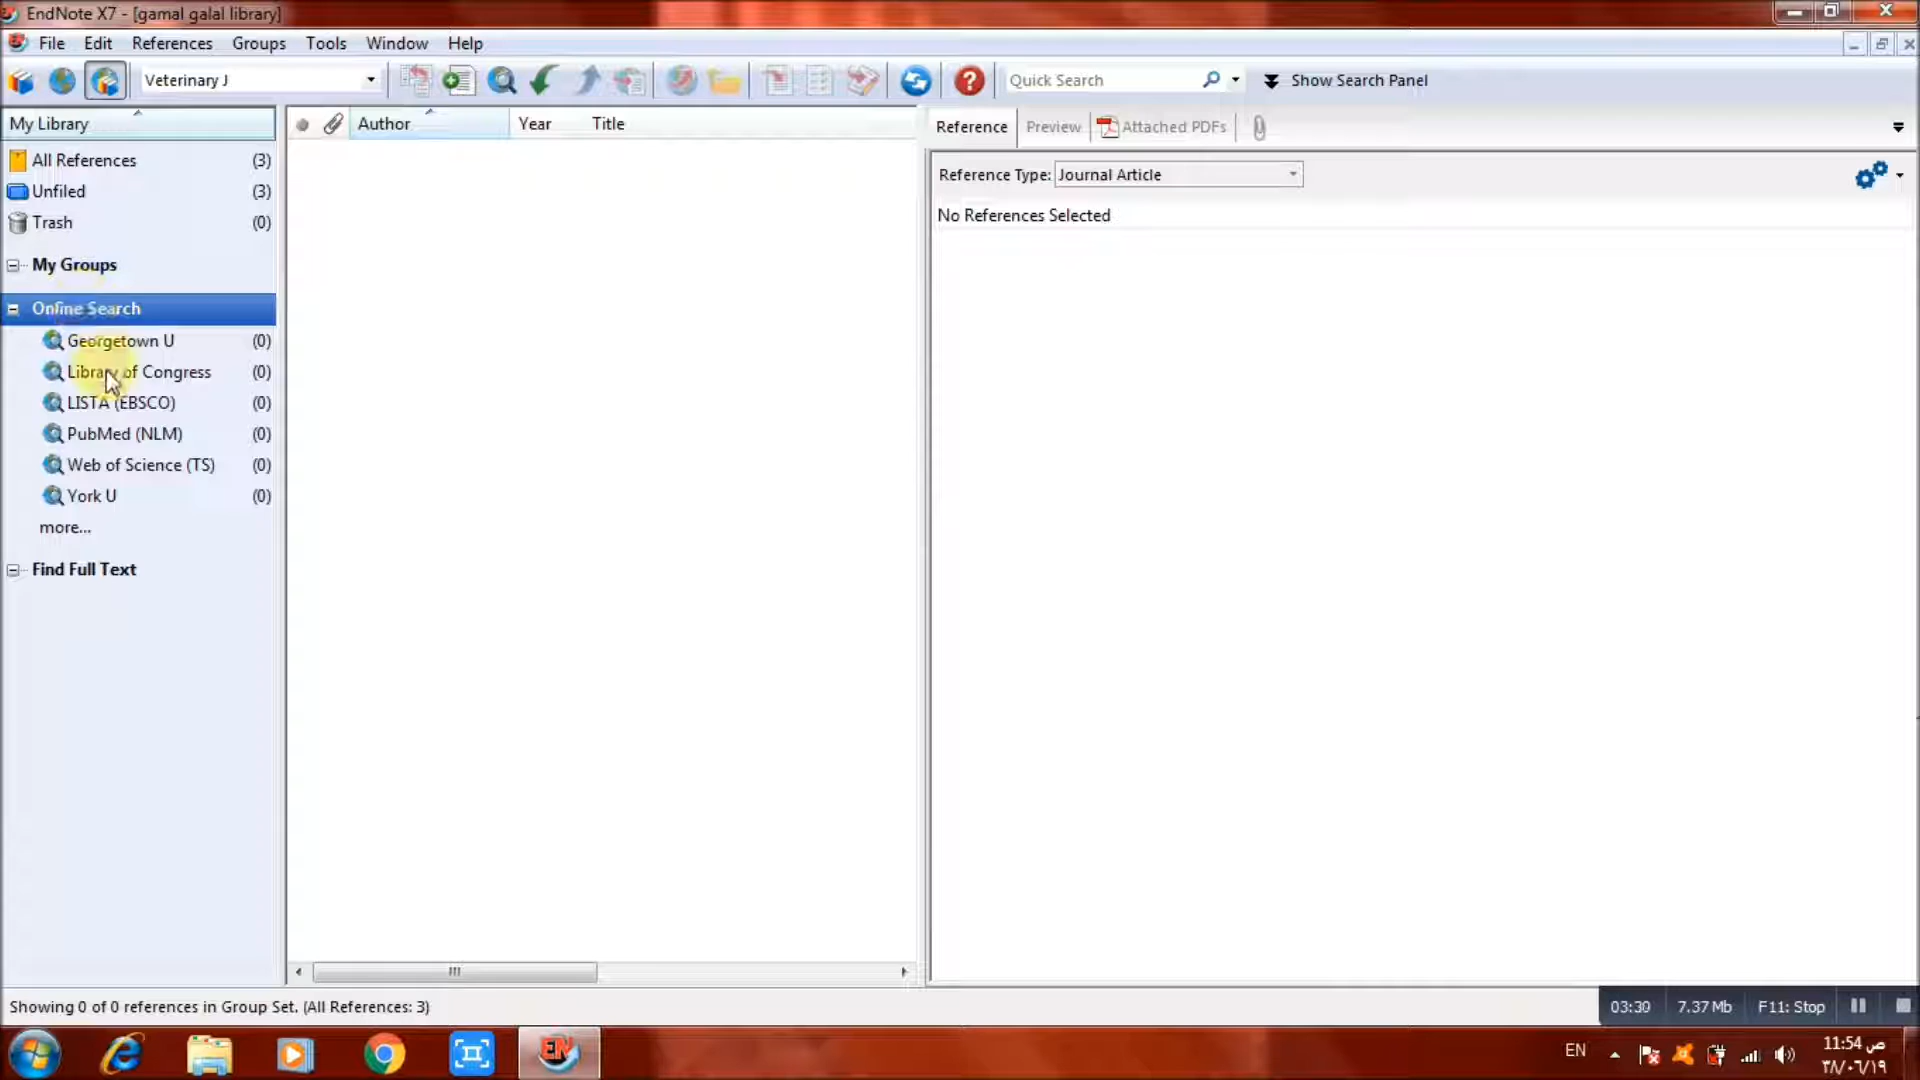 EndNote X7 - [gamal galal library]
File Edit References Groups Tools Window Help
Veterinary J
Quick Search
Show Search Panel
My Library
Author Year Title
Reference Preview Attached PDFs
All References (3)
Unfiled (3)
Trash (0)
My Groups
Online Search
Georgetown U (0)
Library of Congress (0)
LISTA (EBSCO) (0)
PubMed (NLM) (0)
Web of Science (TS) (0)
York U (0)
more...
Find Full Text
Reference Type: Journal Article
No References Selected
Showing 0 of 0 references in Group Set. (All References: 3)
03:30 7.37 Mb F11: Stop
EN
11:54 ص
٣٨/٠٦/١٩